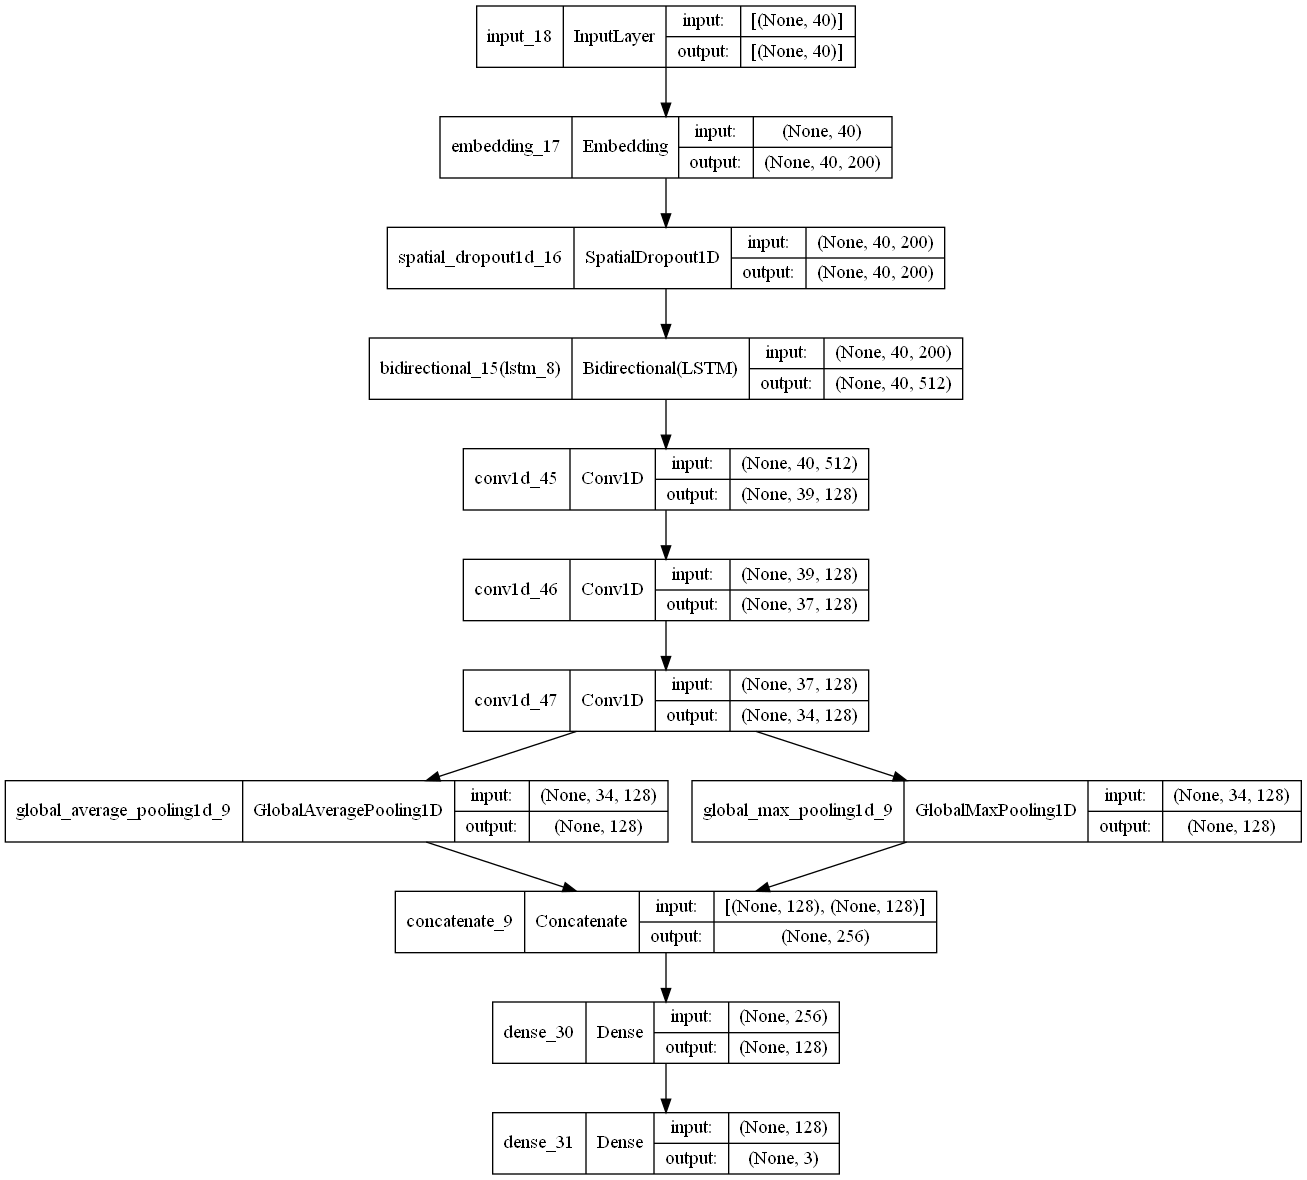 input_18 InputLayer input: [(None, 40)]
output: [(None, 40)]
embedding_17 Embedding input: (None, 40)
output: (None, 40, 200)
spatial_dropout1d_16 SpatialDropout1D input: (None, 40, 200)
output: (None, 40, 200)
bidirectional_15(lstm_8) Bidirectional(LSTM) input: (None, 40, 200)
output: (None, 40, 512)
conv1d_45 Conv1D input: (None, 40, 512)
output: (None, 39, 128)
conv1d_46 Conv1D input: (None, 39, 128)
output: (None, 37, 128)
conv1d_47 Conv1D input: (None, 37, 128)
output: (None, 34, 128)
global_average_pooling1d_9 GlobalAveragePooling1D input: (None, 34, 128)
output: (None, 128)
global_max_pooling1d_9 GlobalMaxPooling1D input: (None, 34, 128)
output: (None, 128)
concatenate_9 Concatenate input: [(None, 128), (None, 128)]
output: (None, 256)
dense_30 Dense input: (None, 256)
output: (None, 128)
dense_31 Dense input: (None, 128)
output: (None, 3)